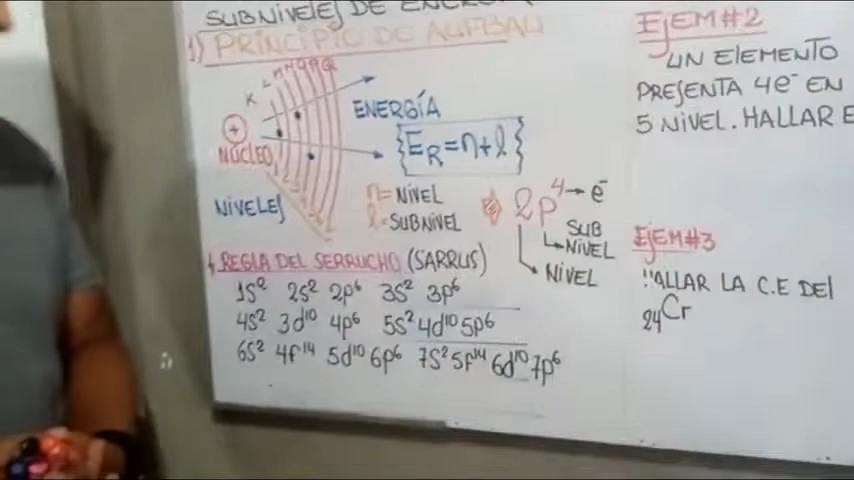 SUBNIVELES DE ENERGÍA
1) PRINCIPIO DE AUFBAU
K L M N O P Q
ENERGÍA
+
NÚCLEO
E_R = n + l
NIVELES
n = NIVEL
l = SUBNIVEL
2p⁴ → e⁻
SUB
NIVEL
NIVEL
REGLA DEL SERRUCHO (SARRUS)
1S² 2S² 2p⁶ 3S² 3p⁶
4S² 3d¹⁰ 4p⁶ 5S² 4d¹⁰ 5p⁶
6S² 4f¹⁴ 5d¹⁰ 6p⁶ 7S² 5f¹⁴ 6d¹⁰ 7p⁶
EJEM#2
UN ELEMENTO
PRESENTA 4e⁻ EN
5 NIVEL. HALLAR E
EJEM#3
HALLAR LA C.E DEL
₂₄Cr